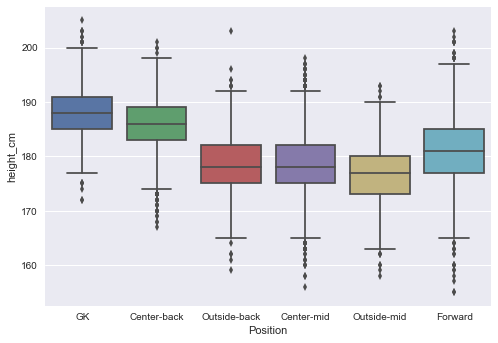 200
190
180
170
160
height_cm
GK Center-back Outside-back Center-mid Outside-mid Forward
Position